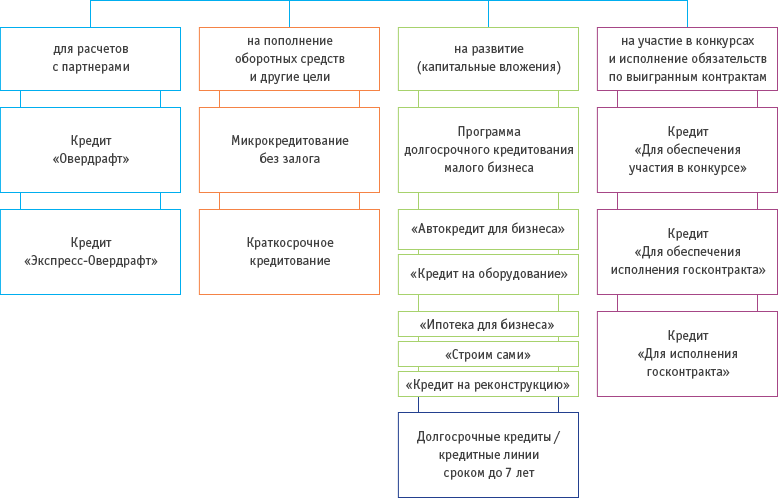 для расчетов
с партнерами
Кредит
«Овердрафт»
Кредит
«Экспресс-Овердрафт»
на пополнение
оборотных средств
и другие цели
Микрокредитование
без залога
Краткосрочное
кредитование
на развитие
(капитальные вложения)
Программа
долгосрочного кредитования
малого бизнеса
«Автокредит для бизнеса»
«Кредит на оборудование»
«Ипотека для бизнеса»
«Строим сами»
«Кредит на реконструкцию»
Долгосрочные кредиты /
кредитные линии
сроком до 7 лет
на участие в конкурсах
и исполнение обязательств
по выигранным контрактам
Кредит
«Для обеспечения
участия в конкурсе»
Кредит
«Для обеспечения
исполнения госконтракта»
Кредит
«Для исполнения
госконтракта»